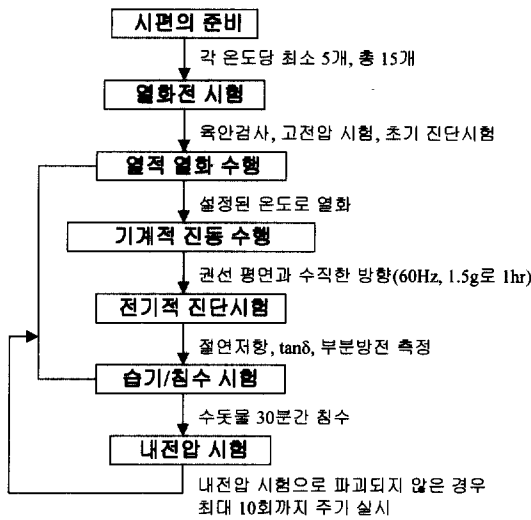 시편의 준비
각 온도당 최소 5개, 총 15개
열화전 시험
육안검사, 고전압 시험, 초기 진단시험
열적 열화 수행
설정된 온도로 열화
기계적 진동 수행
권선 평면과 수직한 방향(60Hz, 1.5g로 1hr)
전기적 진단시험
절연저항, tanδ, 부분방전 측정
습기/침수 시험
수돗물 30분간 침수
내전압 시험
내전압 시험으로 파괴되지 않은 경우
최대 10회까지 주기 실시